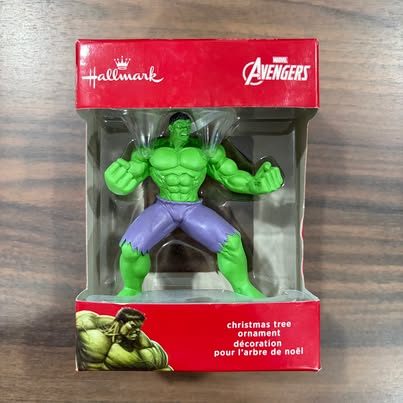 Hallmark
MARVEL
AVENGERS
christmas tree
ornament
décoration
pour l'arbre de noël